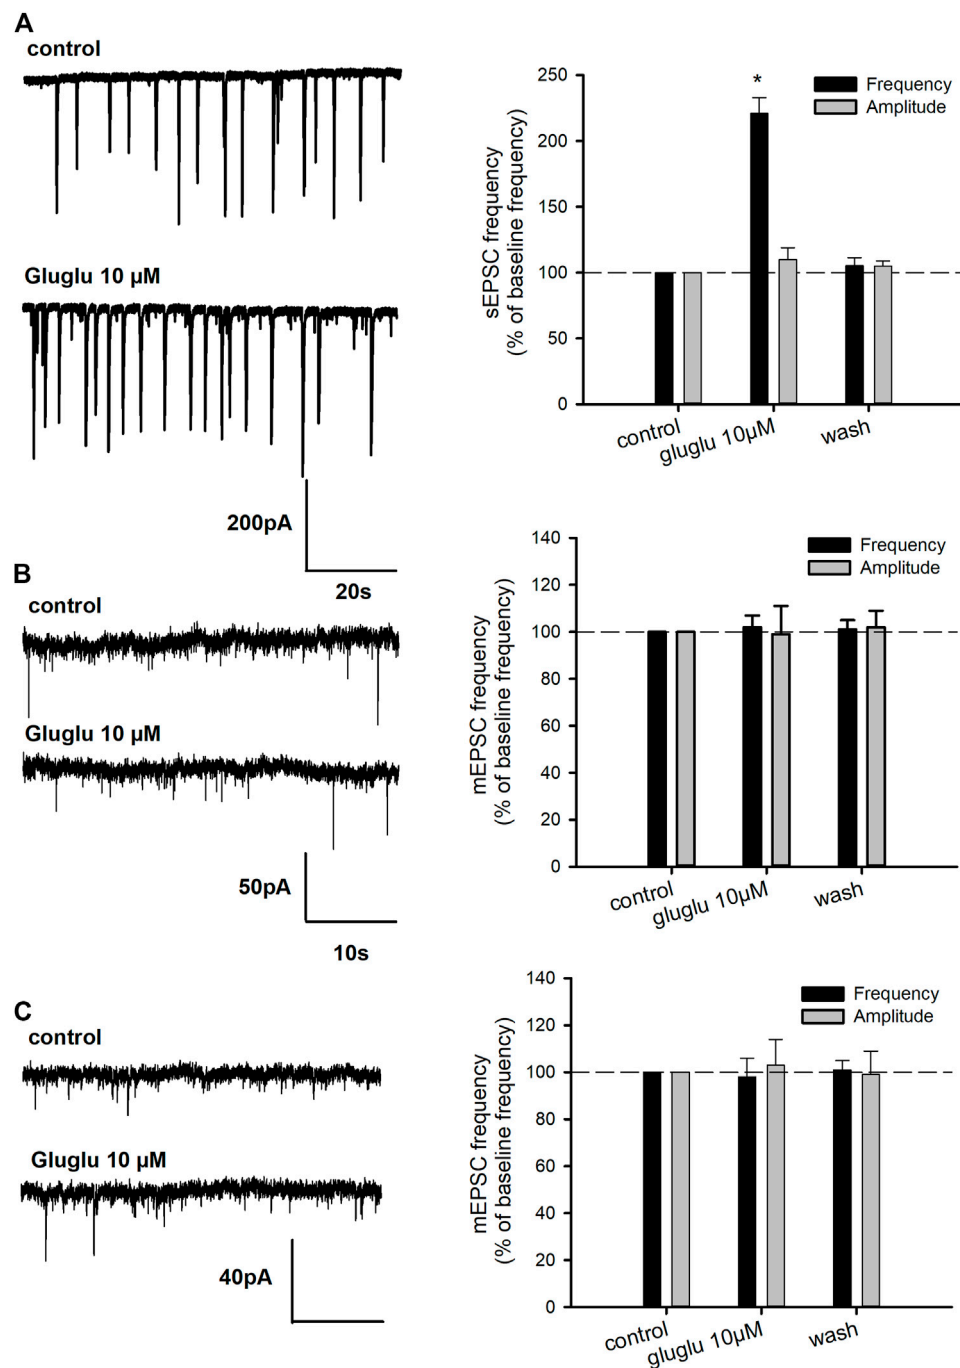 A
control
Gluglu 10 µM
200pA
20s
250
200
150
100
50
0
sEPSC frequency
(% of baseline frequency)
*
Frequency
Amplitude
control
gluglu 10µM
wash
B
control
Gluglu 10 µM
50pA
10s
140
120
100
80
60
40
20
0
mEPSC frequency
(% of baseline frequency)
Frequency
Amplitude
control
gluglu 10µM
wash
C
control
Gluglu 10 µM
40pA
140
120
100
80
60
40
20
0
mEPSC frequency
(% of baseline frequency)
Frequency
Amplitude
control
gluglu 10µM
wash